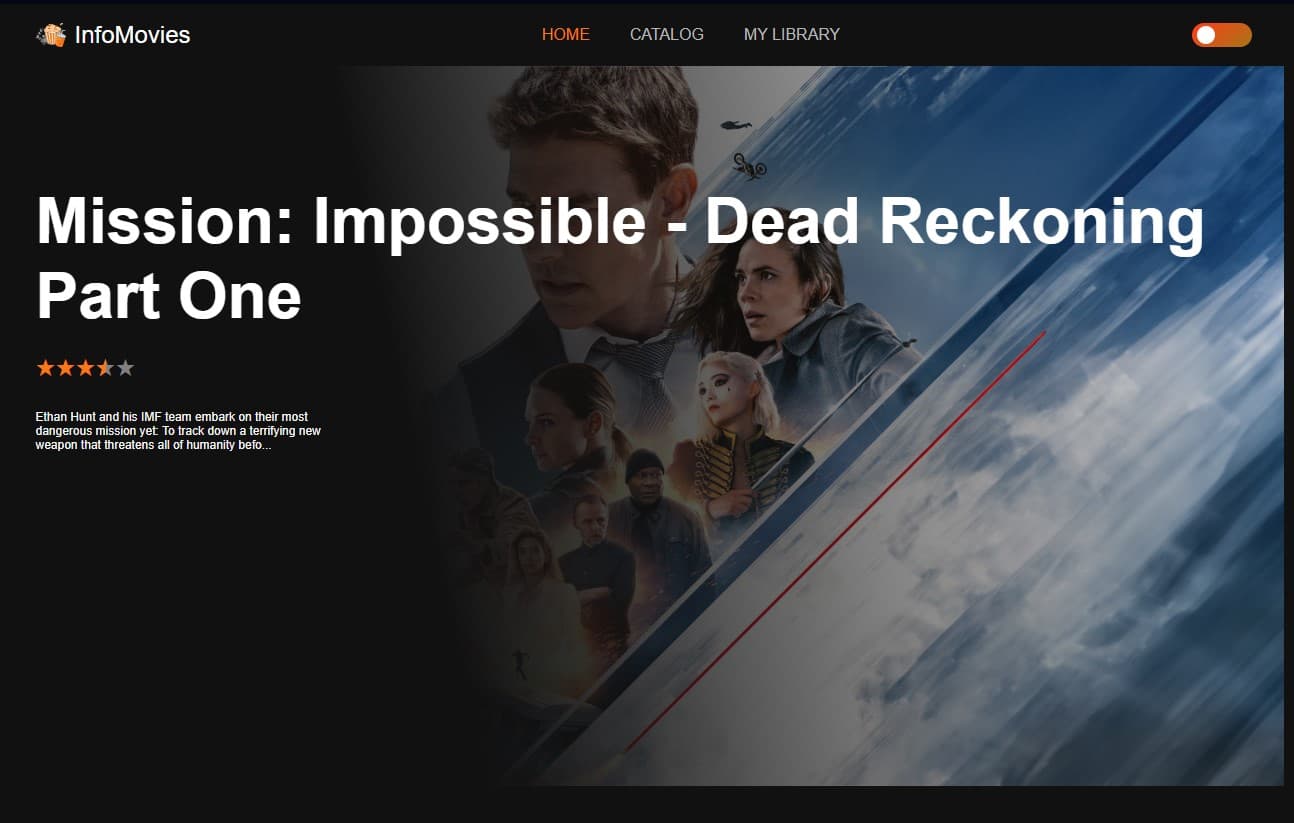 InfoMovies
HOME
CATALOG
MY LIBRARY
Mission: Impossible - Dead Reckoning
Part One
Ethan Hunt and his IMF team embark on their most
dangerous mission yet: To track down a terrifying new
weapon that threatens all of humanity befo...